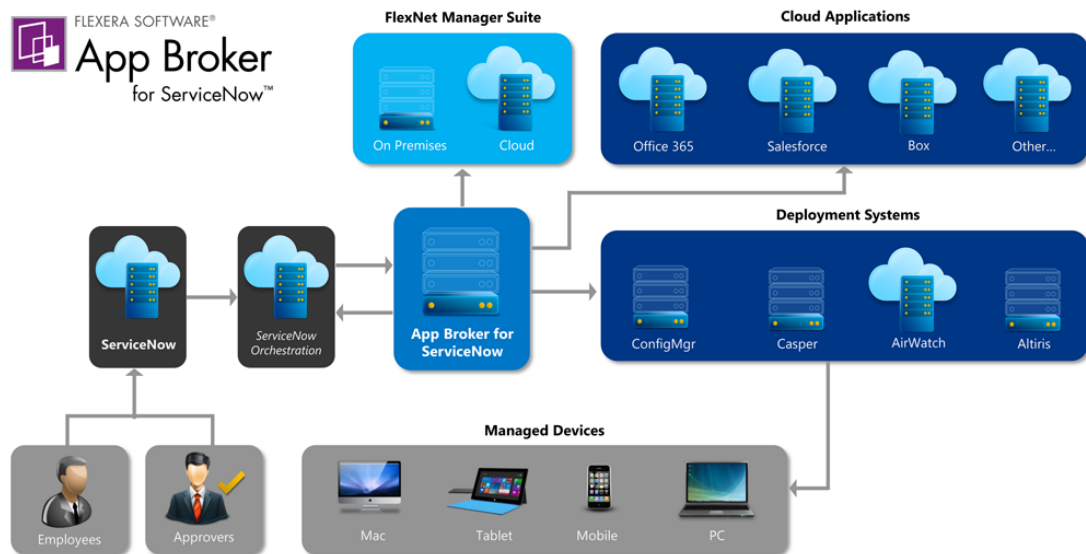 FLEXERA SOFTWARE®
App Broker
for ServiceNow™
FlexNet Manager Suite
On Premises
Cloud
Cloud Applications
Office 365
Salesforce
Box
Other...
ServiceNow
ServiceNow
Orchestration
App Broker for
ServiceNow
Deployment Systems
ConfigMgr
Casper
AirWatch
Altiris
Employees
Approvers
Managed Devices
Mac
Tablet
Mobile
PC